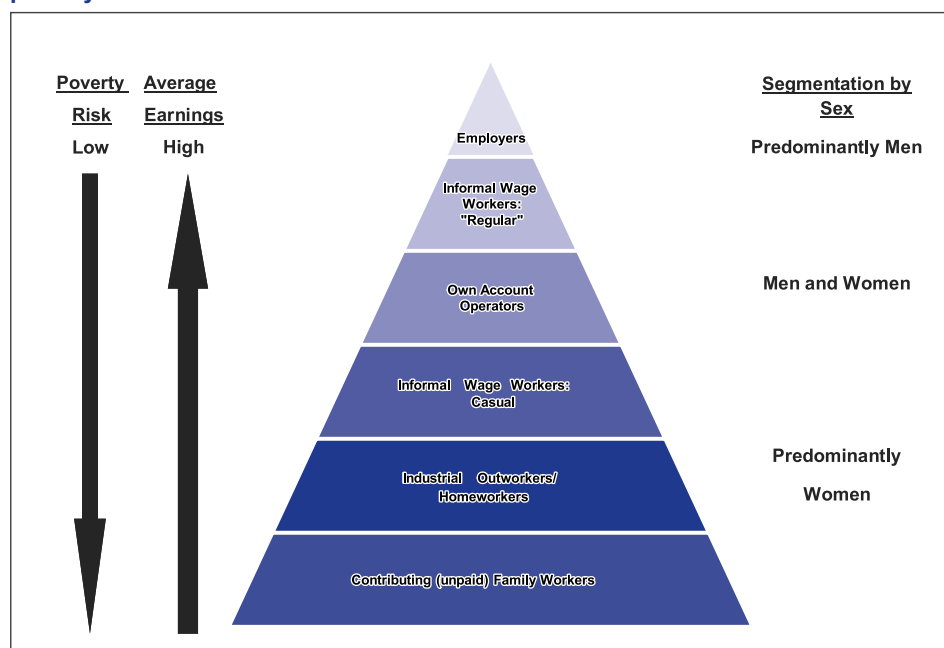 Poverty Average
Risk Earnings
Low High
Segmentation by
Sex
Predominantly Men
Employers
Informal Wage
Workers:
"Regular"
Own Account
Operators
Men and Women
Informal Wage Workers:
Casual
Industrial Outworkers/
Homeworkers
Predominantly
Women
Contributing (unpaid) Family Workers